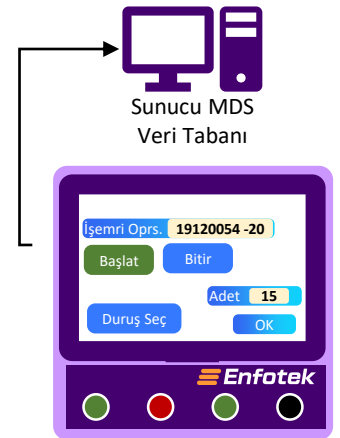 Sunucu MDS
Veri Tabanı
İşemri Oprs. 19120054 -20
Başlat Bitir
Adet 15
Duruş Seç OK
Enfotek